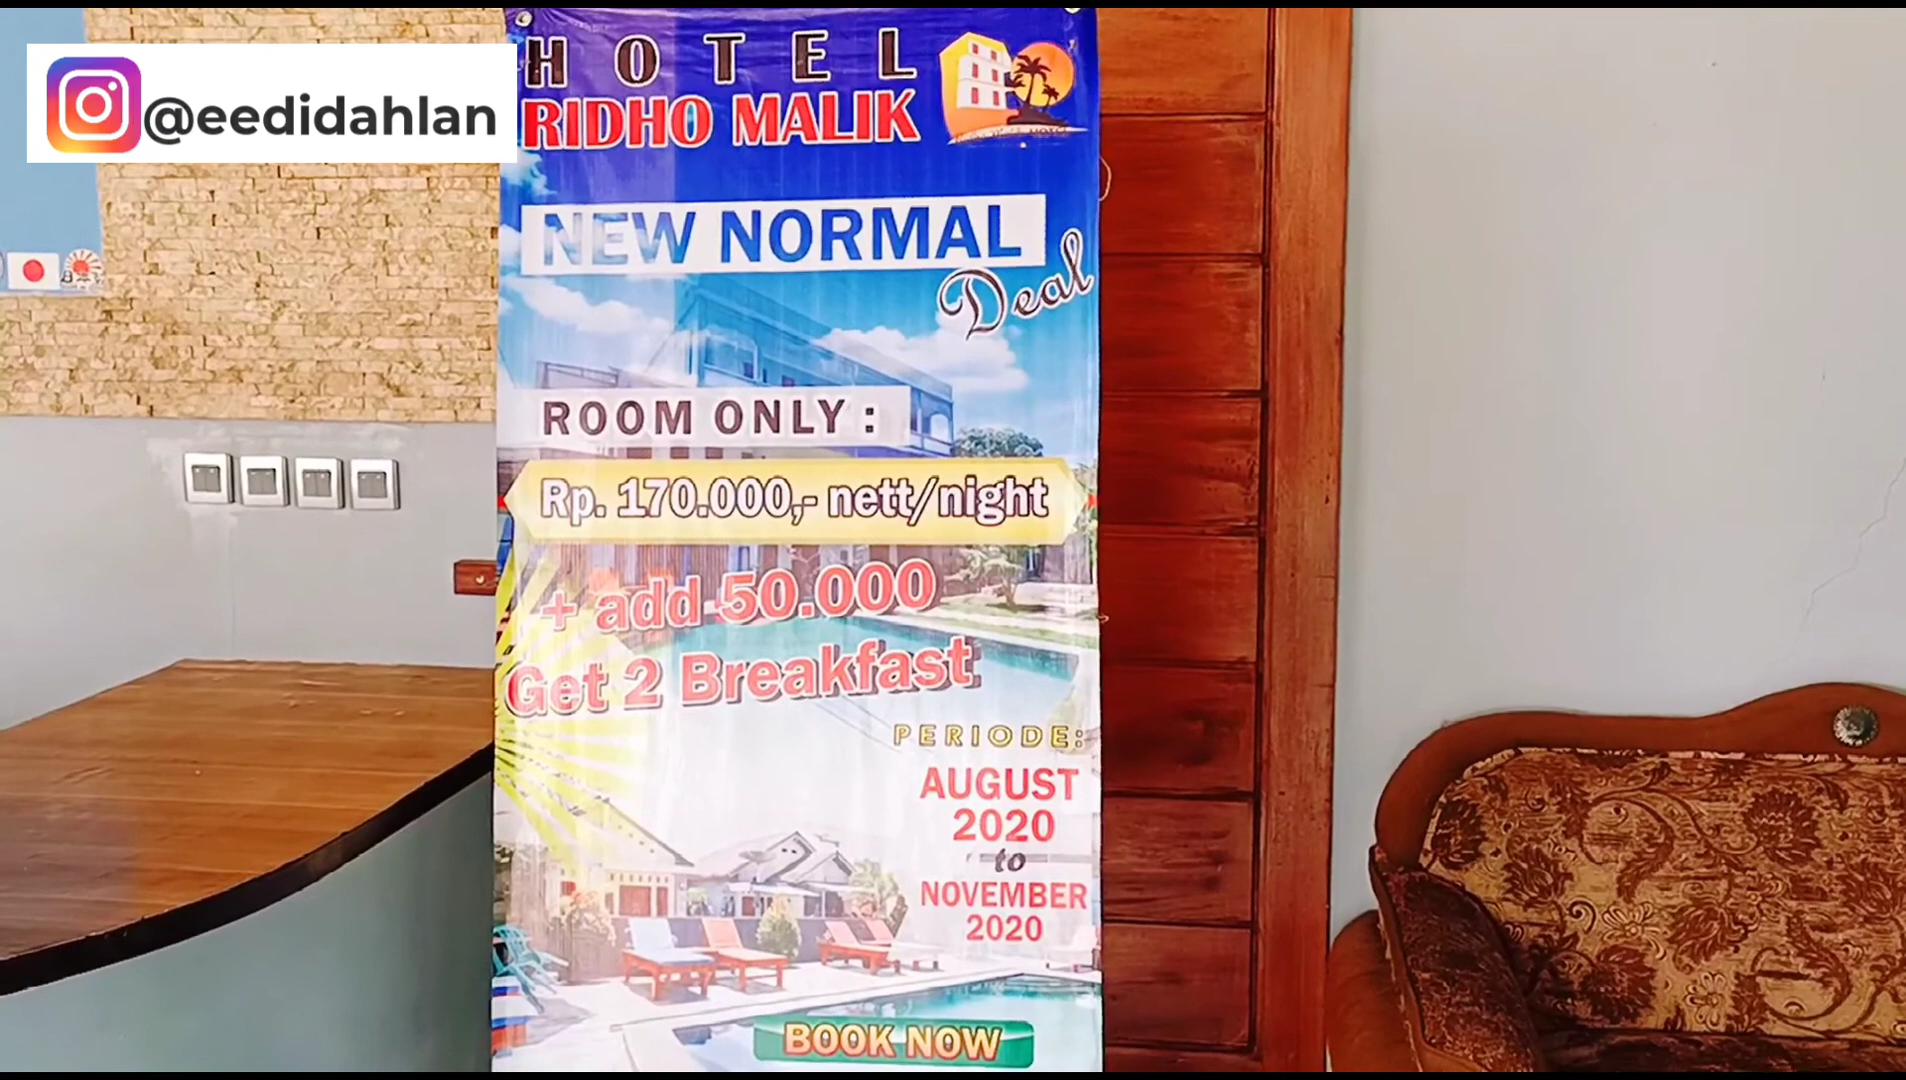 @eedidahlan
HOTEL
RIDHO MALIK
NEW NORMAL
Deal
ROOM ONLY :
Rp. 170.000,- nett/night
+ add 50.000
Get 2 Breakfast
PERIODE:
AUGUST
2020
to
NOVEMBER
2020
BOOK NOW